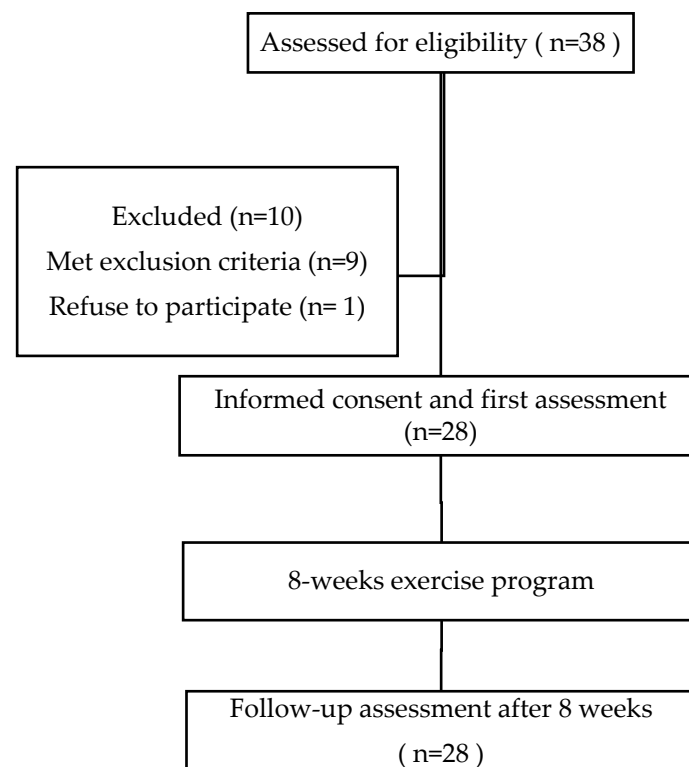 Assessed for eligibility ( n=38 )
Excluded (n=10)
Met exclusion criteria (n=9)
Refuse to participate (n= 1)
Informed consent and first assessment
(n=28)
8-weeks exercise program
Follow-up assessment after 8 weeks
( n=28 )